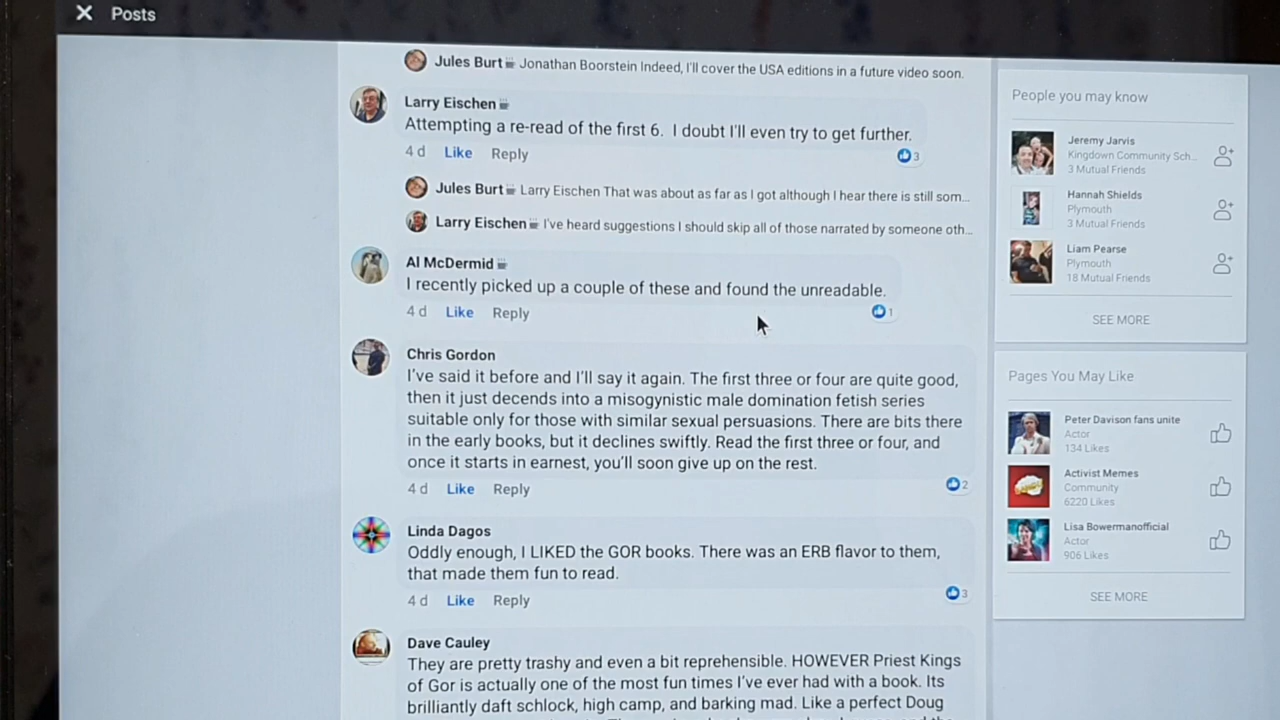 Posts
Jules Burt Jonathan Boorstein Indeed, I'll cover the USA editions in a future video soon.
Larry Eischen
Attempting a re-read of the first 6. I doubt I'll even try to get further.
4 d Like Reply
3
Jules Burt Larry Eischen That was about as far as I got although I hear there is still som...
Larry Eischen I've heard suggestions I should skip all of those narrated by someone oth...
Al McDermid
I recently picked up a couple of these and found the unreadable.
4 d Like Reply
1
Chris Gordon
I've said it before and I'll say it again. The first three or four are quite good,
then it just decends into a misogynistic male domination fetish series
suitable only for those with similar sexual persuasions. There are bits there
in the early books, but it declines swiftly. Read the first three or four, and
once it starts in earnest, you'll soon give up on the rest.
4 d Like Reply
2
Linda Dagos
Oddly enough, I LIKED the GOR books. There was an ERB flavor to them,
that made them fun to read.
4 d Like Reply
3
Dave Cauley
They are pretty trashy and even a bit reprehensible. HOWEVER Priest Kings
of Gor is actually one of the most fun times I've ever had with a book. Its
brilliantly daft schlock, high camp, and barking mad. Like a perfect Doug
People you may know
Jeremy Jarvis
Kingdown Community Sch...
3 Mutual Friends
Hannah Shields
Plymouth
3 Mutual Friends
Liam Pearse
Plymouth
18 Mutual Friends
SEE MORE
Pages You May Like
Peter Davison fans unite
Actor
134 Likes
Activist Memes
Community
6220 Likes
Lisa Bowermanofficial
Actor
906 Likes
SEE MORE